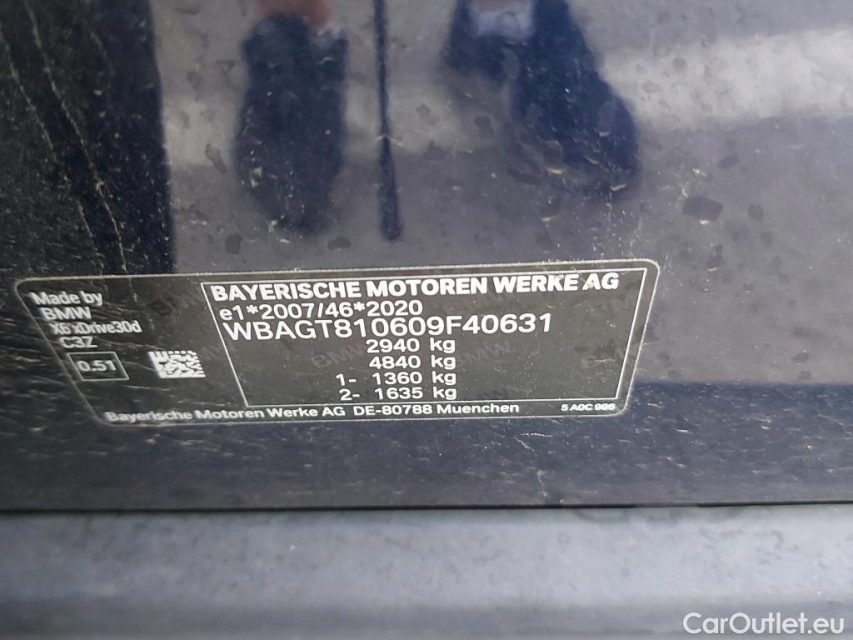 Made by
BMW
X6 xDrive30d
C3Z
0.51
BAYERISCHE MOTOREN WERKE AG
e1*2007/46*2020
WBAGT810609F40631
2940 kg
4840 kg
1- 1360 kg
2- 1635 kg
Bayerische Motoren Werke AG DE-80788 Muenchen
5 A0C 986
CarOutlet.eu